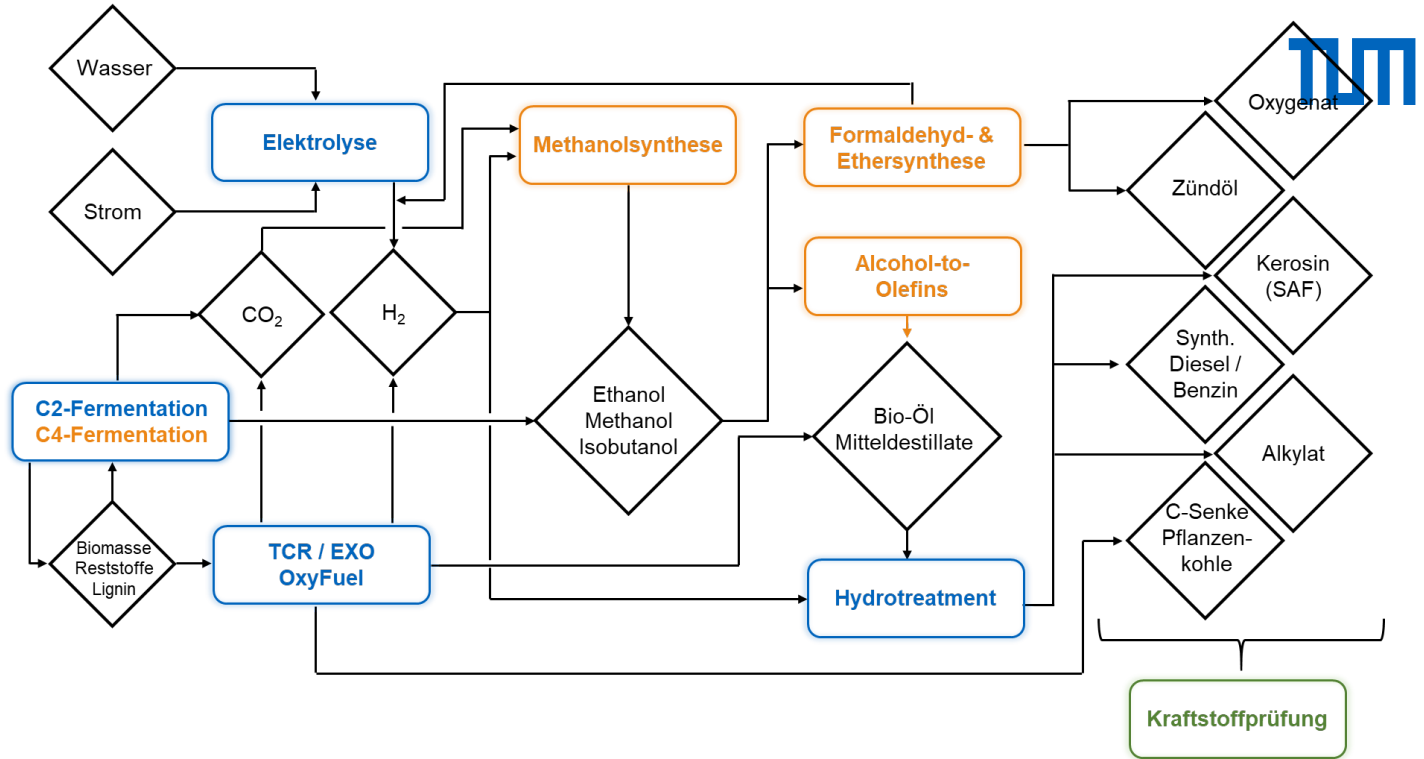 Wasser
Strom
Elektrolyse
Methanolsynthese
Formaldehyd- &
Ethersynthese
TUM
Oxygenat
Zündöl
Alcohol-to-
Olefins
Kerosin
(SAF)
CO₂
H₂
Synth.
Diesel /
Benzin
C2-Fermentation
C4-Fermentation
Ethanol
Methanol
Isobutanol
Bio-Öl
Mitteldestillate
Alkylat
Biomasse
Reststoffe
Lignin
TCR / EXO
OxyFuel
Hydrotreatment
C-Senke
Pflanzen-
kohle
Kraftstoffprüfung